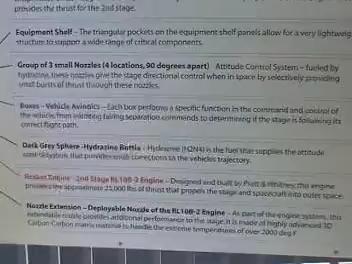 provides the thrust for the 2nd stage.
Equipment Shelf – The triangular pockets on the equipment shelf panels allow for a very lightweig
structure to support a wide range of critical components.
Group of 3 small Nozzles (4 locations, 90 degrees apart) Attitude Control System – fueled by
hydrazine, these nozzles give the stage directional control when in space by selectively providing
small bursts of thrust through these nozzles.
Boxes – Vehicle Avionics – Each box performs a specific function in the command and control of
the vehicle, from initiating fairing separation commands to determining if the stage is following its
correct flight path.
Dark Grey Sphere -Hydrazine Bottle – Hydrazine (H2N4) is the fuel that supplies the attitude
control system that provides small corrections to the vehicles trajectory.
Rocket Engine - 2nd Stage RL10B-2 Engine – Designed and built by Pratt & Whitney, this engine
provides the approximate 25,000 lbs of thrust that propels the stage and spacecraft into outer space.
Nozzle Extension – Deployable Nozzle of the RL10B-2 Engine – As part of the engine system, this
extendable nozzle provides additional performance to the stage. It is made of highly advanced 3D
Carbon-Carbon matrix material to handle the extreme temperatures of over 2000 deg F